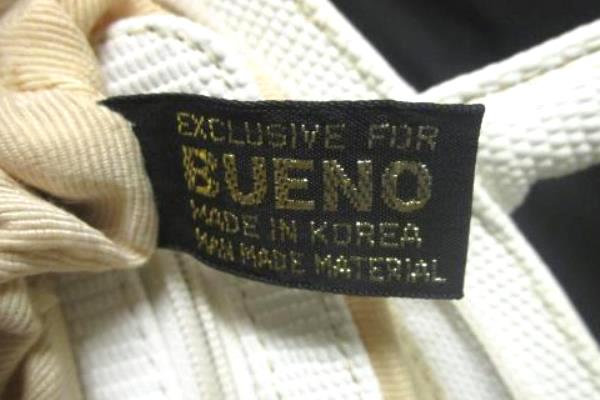 EXCLUSIVE FOR
BUENO
MADE IN KOREA
MAN MADE MATERIAL